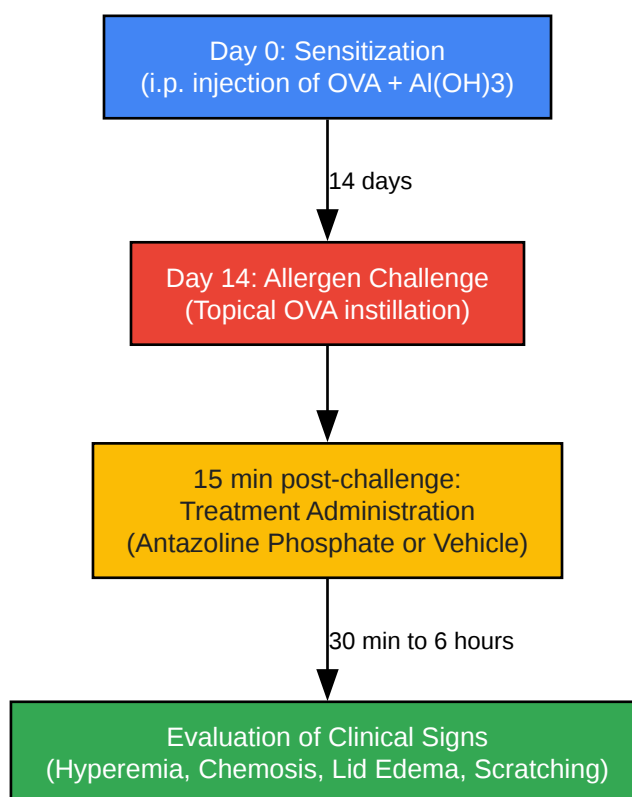 Day 0: Sensitization
(i.p. injection of OVA + Al(OH)3)
14 days
Day 14: Allergen Challenge
(Topical OVA instillation)
15 min post-challenge:
Treatment Administration
(Antazoline Phosphate or Vehicle)
30 min to 6 hours
Evaluation of Clinical Signs
(Hyperemia, Chemosis, Lid Edema, Scratching)